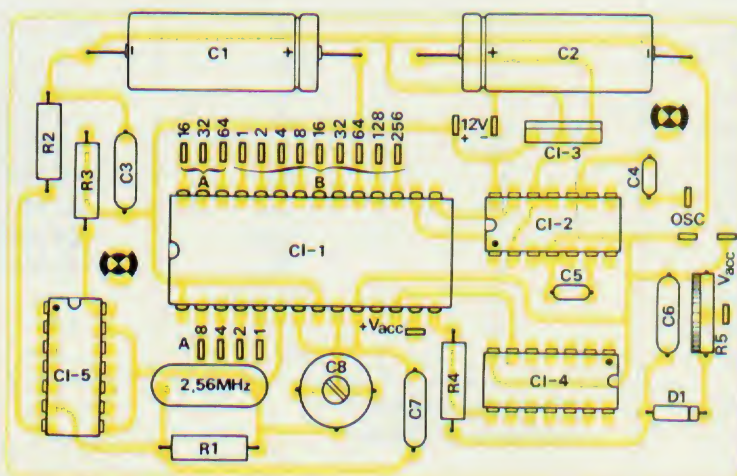 C1
C2
16 32 64 1 2 4 8 16 32 64 128 256
A B
12V
+ -
CI-3
R2
R3
C3
C4
OSC
CI-1
CI-2
C5
Vacc
C6
R5
+Vacc
A 8 4 2 1
CI-5
2,56MHz
C8
C7
R4
CI-4
D1
R1